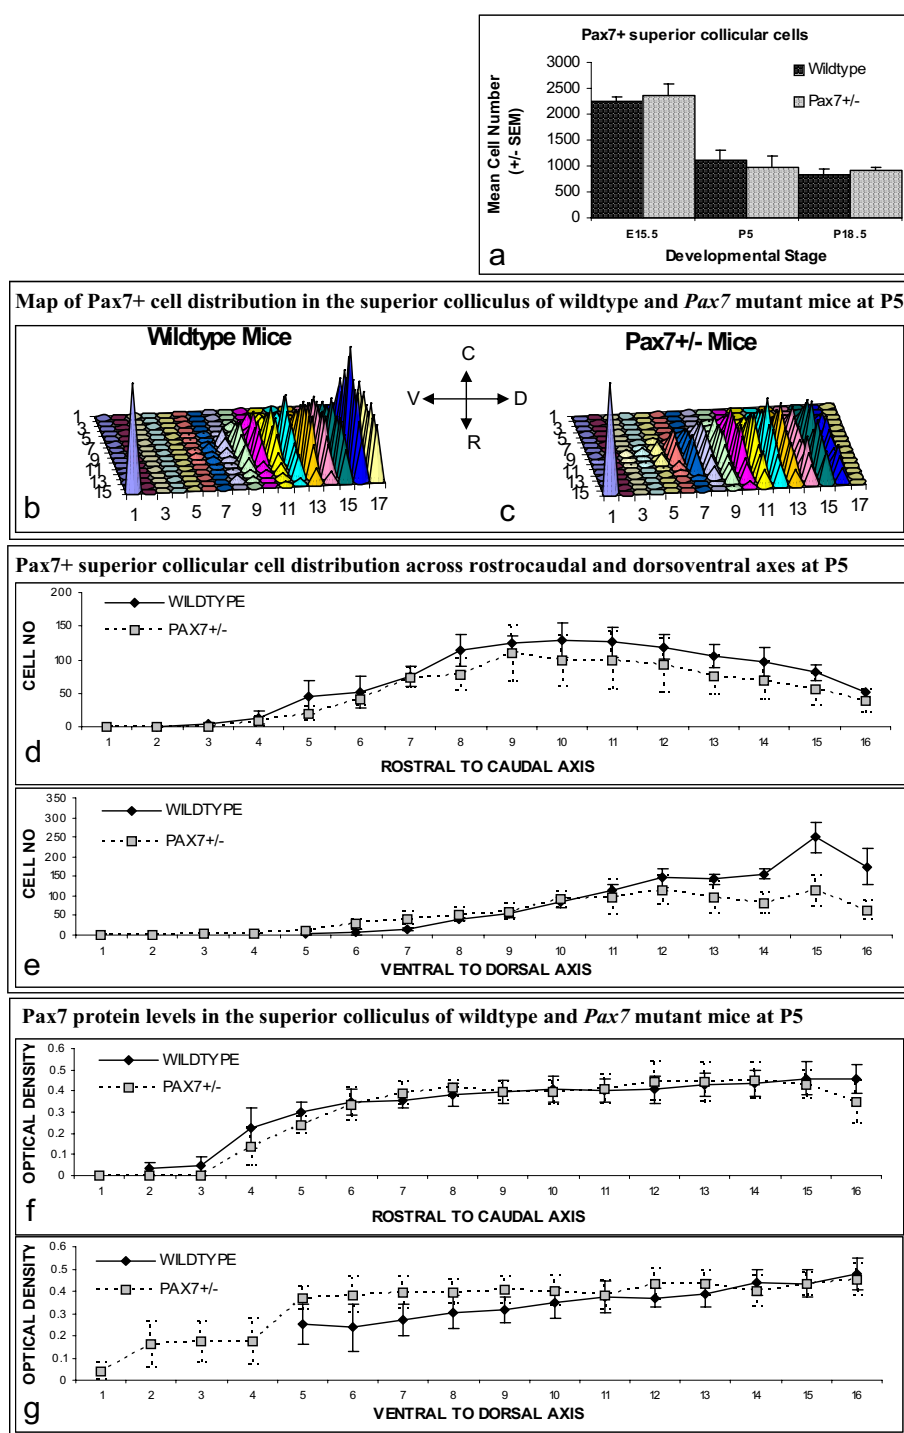 Pax7+ superior collicular cells
Mean Cell Number
(+/- SEM)
3000
2500
2000
1500
1000
500
0
Wildtype
Pax7+/-
E15.5 P5 P18.5
Developmental Stage
a
Map of Pax7+ cell distribution in the superior colliculus of wildtype and Pax7 mutant mice at P5
Wildtype Mice
Pax7+/- Mice
C
V D
R
1
3
5
7
9
11
13
15
1 3 5 7 9 11 13 15 17
b
1
3
5
7
9
11
13
15
1 3 5 7 9 11 13 15 17
c
Pax7+ superior collicular cell distribution across rostrocaudal and dorsoventral axes at P5
CELL NO
200
150
100
50
0
WILDTYPE
PAX7+/-
1 2 3 4 5 6 7 8 9 10 11 12 13 14 15 16
ROSTRAL TO CAUDAL AXIS
d
CELL NO
350
300
250
200
150
100
50
0
WILDTYPE
PAX7+/-
1 2 3 4 5 6 7 8 9 10 11 12 13 14 15 16
VENTRAL TO DORSAL AXIS
e
Pax7 protein levels in the superior colliculus of wildtype and Pax7 mutant mice at P5
OPTICAL DENSITY
0.6
0.5
0.4
0.3
0.2
0.1
0
WILDTYPE
PAX7+/-
1 2 3 4 5 6 7 8 9 10 11 12 13 14 15 16
ROSTRAL TO CAUDAL AXIS
f
OPTICAL DENSITY
0.6
0.5
0.4
0.3
0.2
0.1
0
WILDTYPE
PAX7+/-
1 2 3 4 5 6 7 8 9 10 11 12 13 14 15 16
VENTRAL TO DORSAL AXIS
g